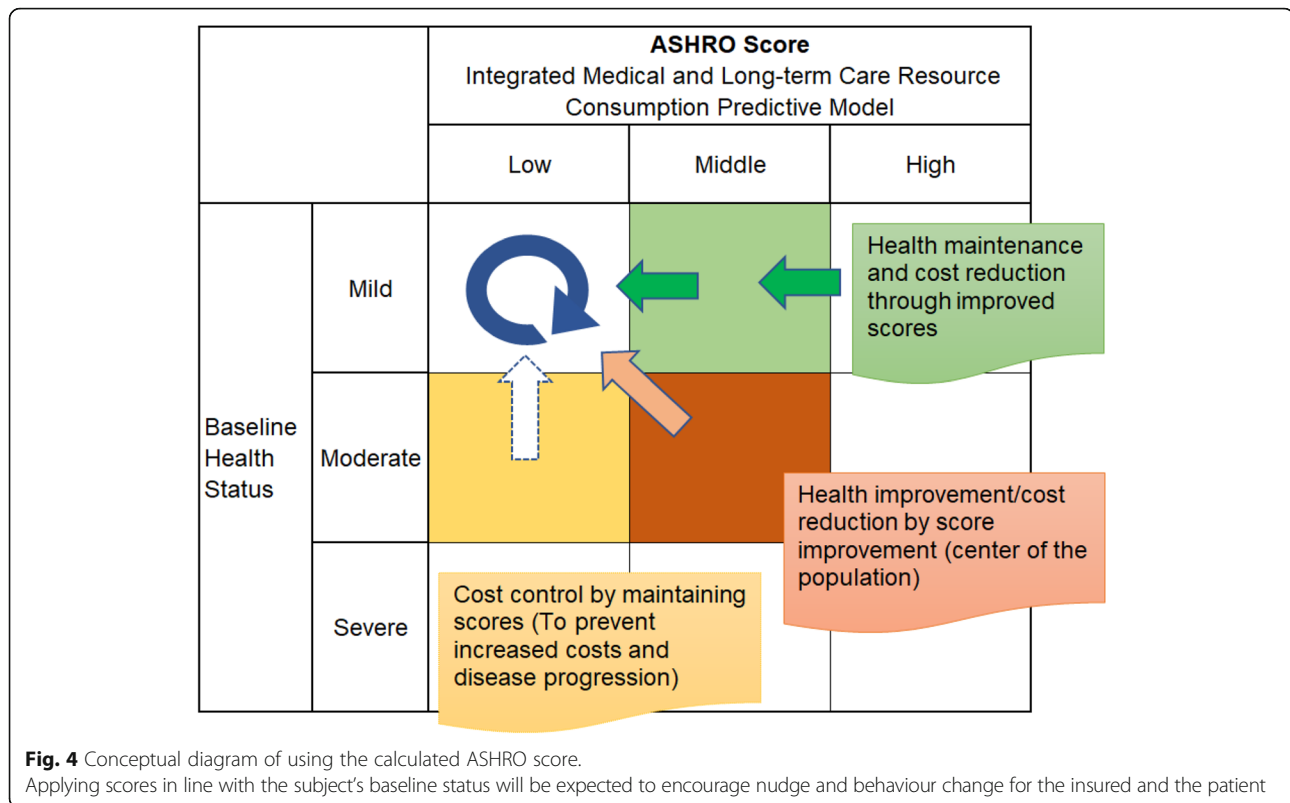 ASHRO Score
Integrated Medical and Long-term Care Resource
Consumption Predictive Model
Low
Middle
High
Baseline
Health
Status
Mild
Moderate
Severe
Health maintenance
and cost reduction
through improved
scores
Health improvement/cost
reduction by score
improvement (center of the
population)
Cost control by maintaining
scores (To prevent
increased costs and
disease progression)
Fig. 4 Conceptual diagram of using the calculated ASHRO score.
Applying scores in line with the subject's baseline status will be expected to encourage nudge and behaviour change for the insured and the patient